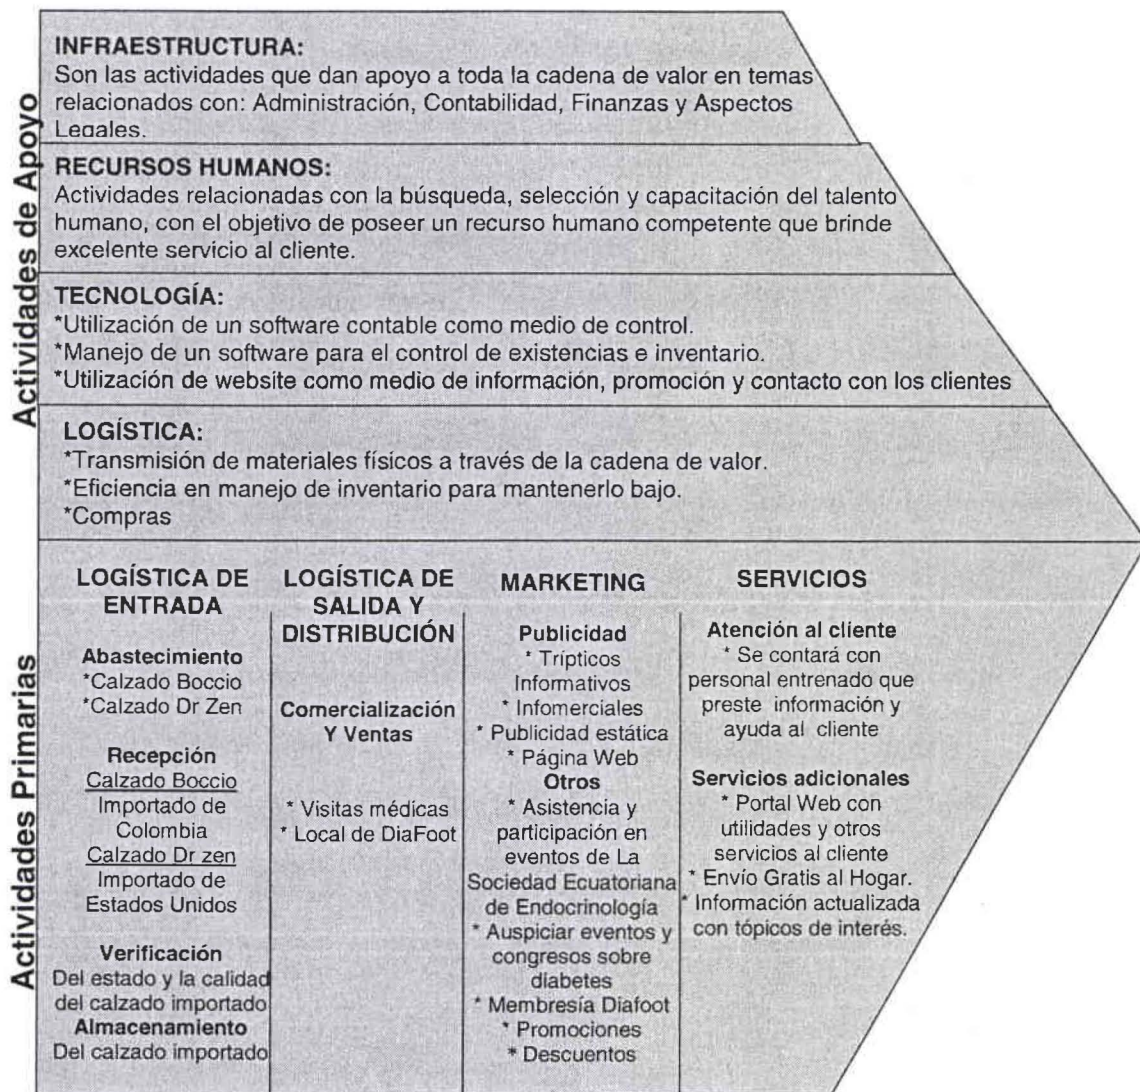 Actividades de Apoyo
INFRAESTRUCTURA:
Son las actividades que dan apoyo a toda la cadena de valor en temas
relacionados con: Administración, Contabilidad, Finanzas y Aspectos
Legales.
RECURSOS HUMANOS:
Actividades relacionadas con la búsqueda, selección y capacitación del talento
humano, con el objetivo de poseer un recurso humano competente que brinde
excelente servicio al cliente.
TECNOLOGÍA:
*Utilización de un software contable como medio de control.
*Manejo de un software para el control de existencias e inventario.
*Utilización de website como medio de información, promoción y contacto con los clientes
LOGÍSTICA:
*Transmisión de materiales físicos a través de la cadena de valor.
*Eficiencia en manejo de inventario para mantenerlo bajo.
*Compras
Actividades Primarias
LOGÍSTICA DE
ENTRADA
Abastecimiento
*Calzado Boccio
*Calzado Dr Zen
Recepción
Calzado Boccio
Importado de
Colombia
Calzado Dr zen
Importado de
Estados Unidos
Verificación
Del estado y la calidad
del calzado importado
Almacenamiento
Del calzado importado
LOGÍSTICA DE
SALIDA Y
DISTRIBUCIÓN
Comercialización
Y Ventas
* Visitas médicas
* Local de DiaFoot
MARKETING
Publicidad
* Trípticos
Informativos
* Infomerciales
* Publicidad estática
* Página Web
Otros
* Asistencia y
participación en
eventos de La
Sociedad Ecuatoriana
de Endocrinología
* Auspiciar eventos y
congresos sobre
diabetes
* Membresía Diafoot
* Promociones
* Descuentos
SERVICIOS
Atención al cliente
* Se contará con
personal entrenado que
preste información y
ayuda al cliente
Servicios adicionales
* Portal Web con
utilidades y otros
servicios al cliente
* Envío Gratis al Hogar.
* Información actualizada
con tópicos de interés.